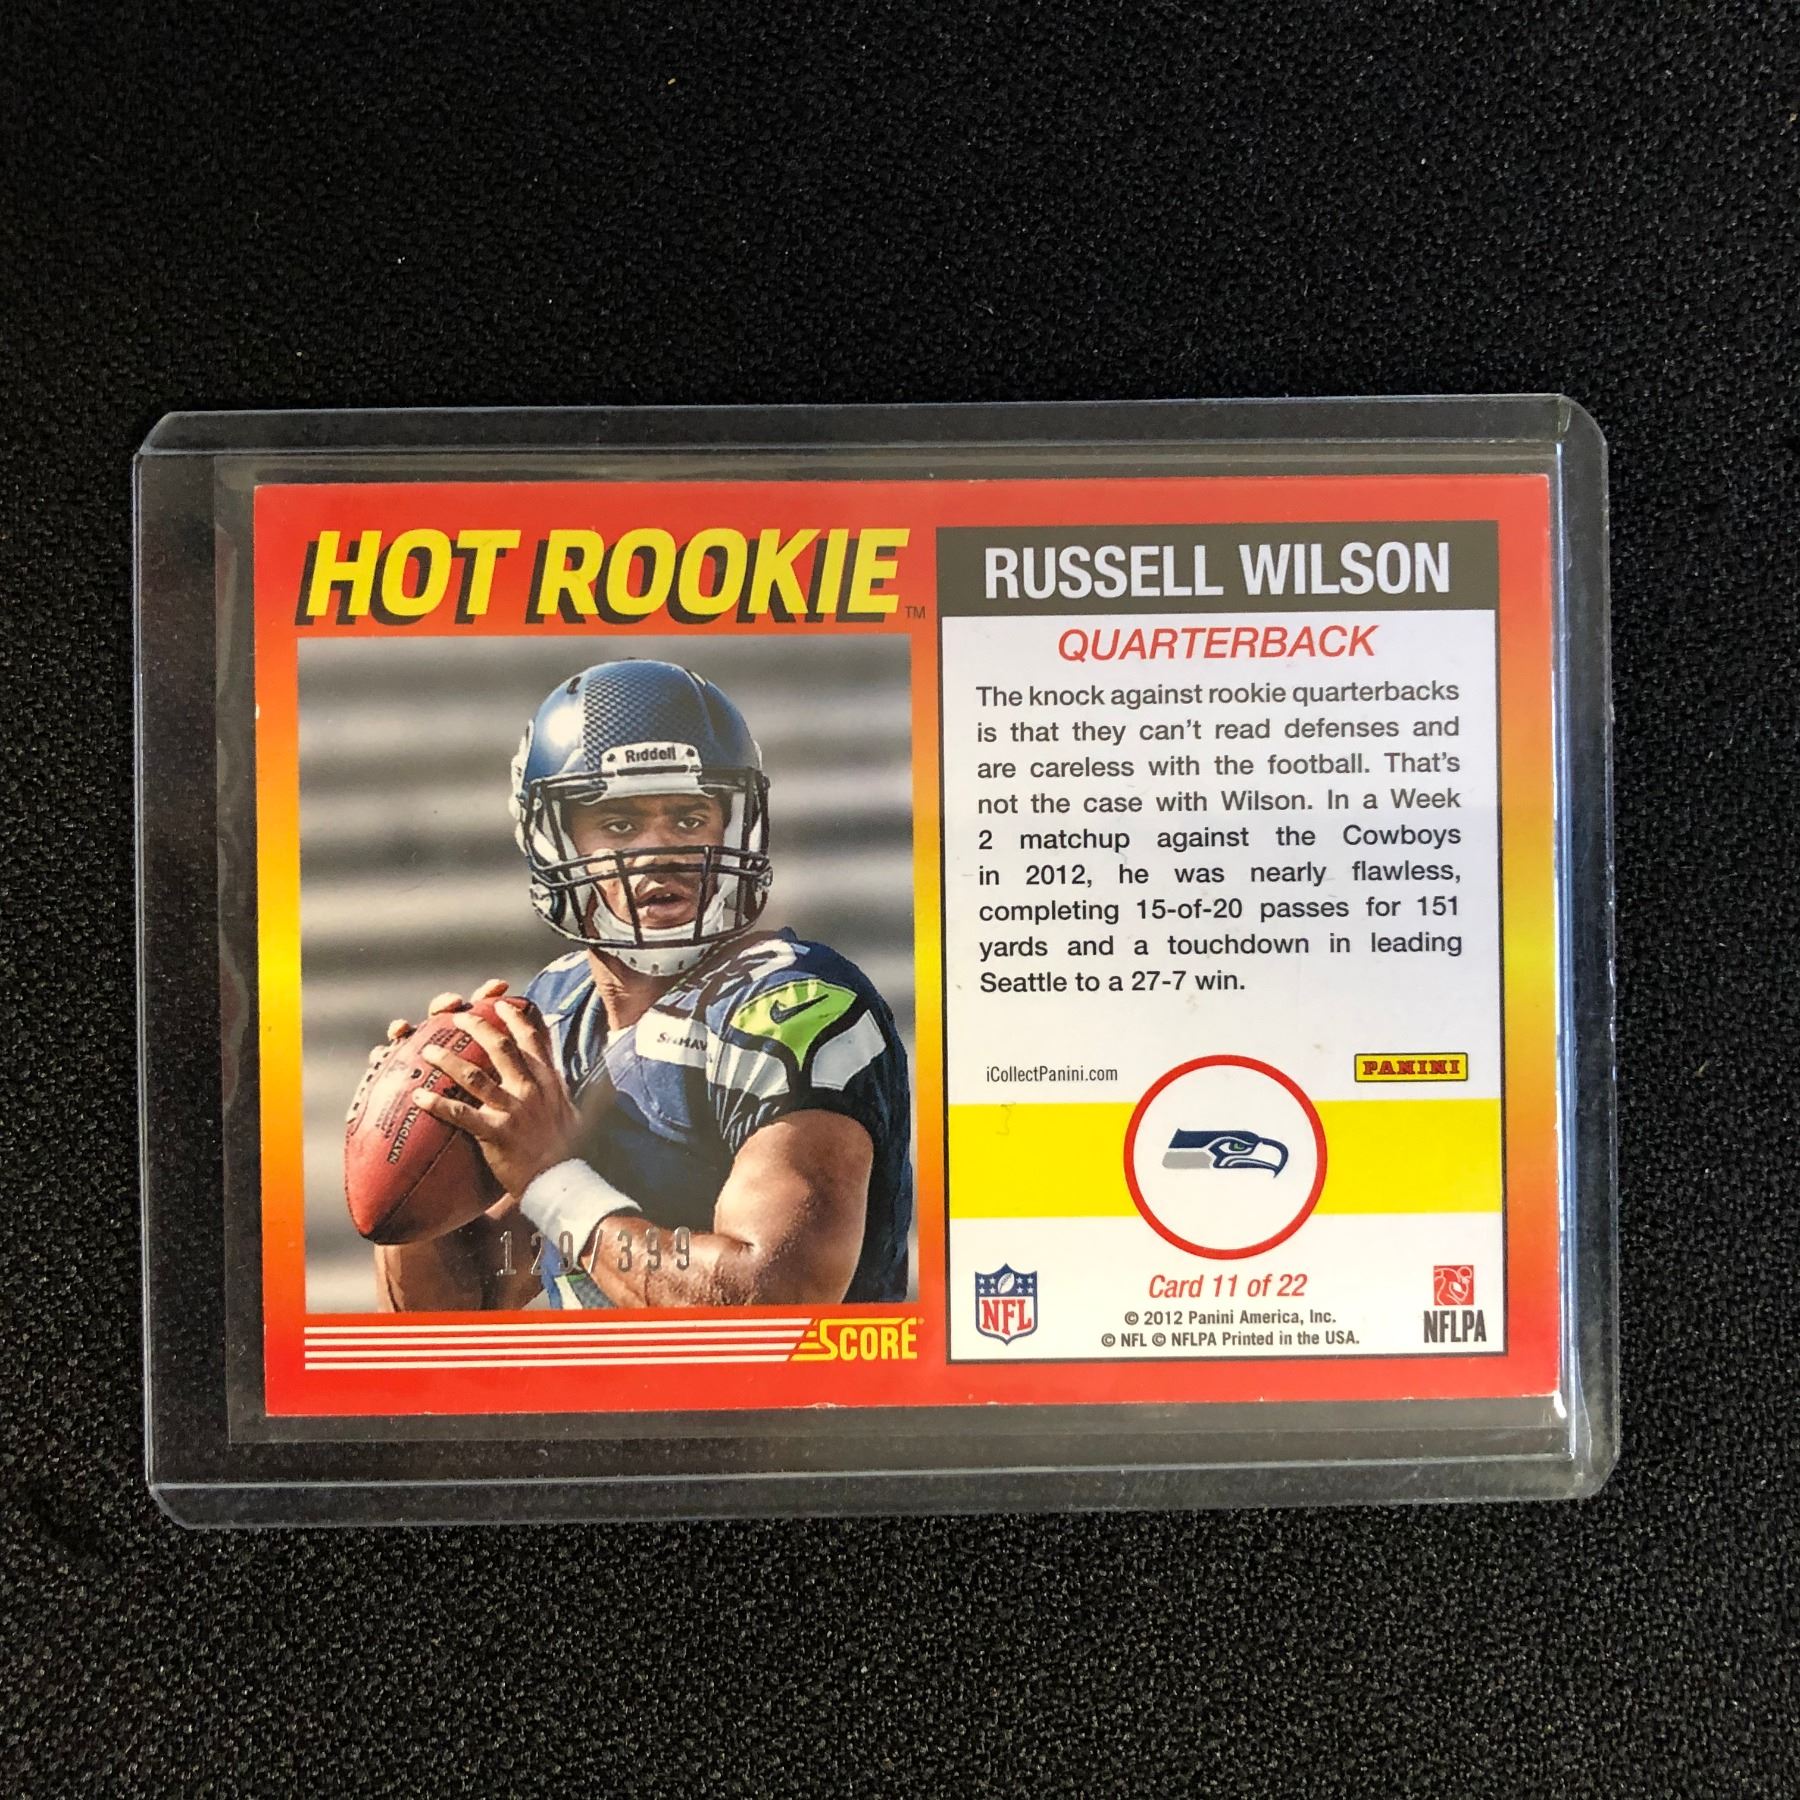 HOT ROOKIE™
Riddell
129/399
SCORE
RUSSELL WILSON
QUARTERBACK
The knock against rookie quarterbacks
is that they can't read defenses and
are careless with the football. That's
not the case with Wilson. In a Week
2 matchup against the Cowboys
in 2012, he was nearly flawless,
completing 15-of-20 passes for 151
yards and a touchdown in leading
Seattle to a 27-7 win.
iCollectPanini.com
PANINI
Card 11 of 22
© 2012 Panini America, Inc.
© NFL © NFLPA Printed in the USA.
NFL
NFLPA